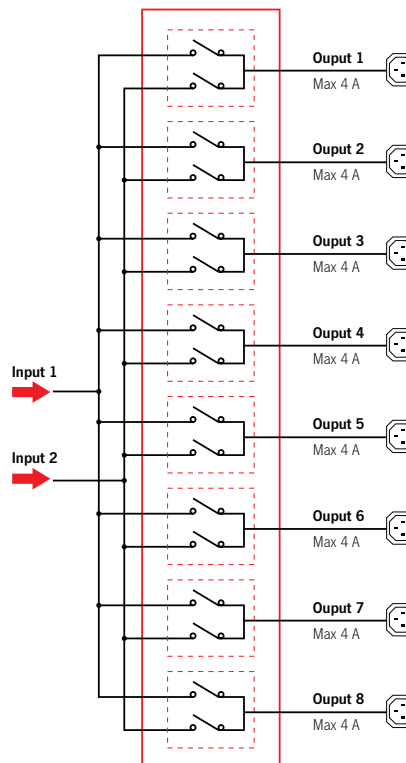 Ouput 1
Max 4 A
Ouput 2
Max 4 A
Ouput 3
Max 4 A
Ouput 4
Max 4 A
Input 1
Ouput 5
Max 4 A
Input 2
Ouput 6
Max 4 A
Ouput 7
Max 4 A
Ouput 8
Max 4 A